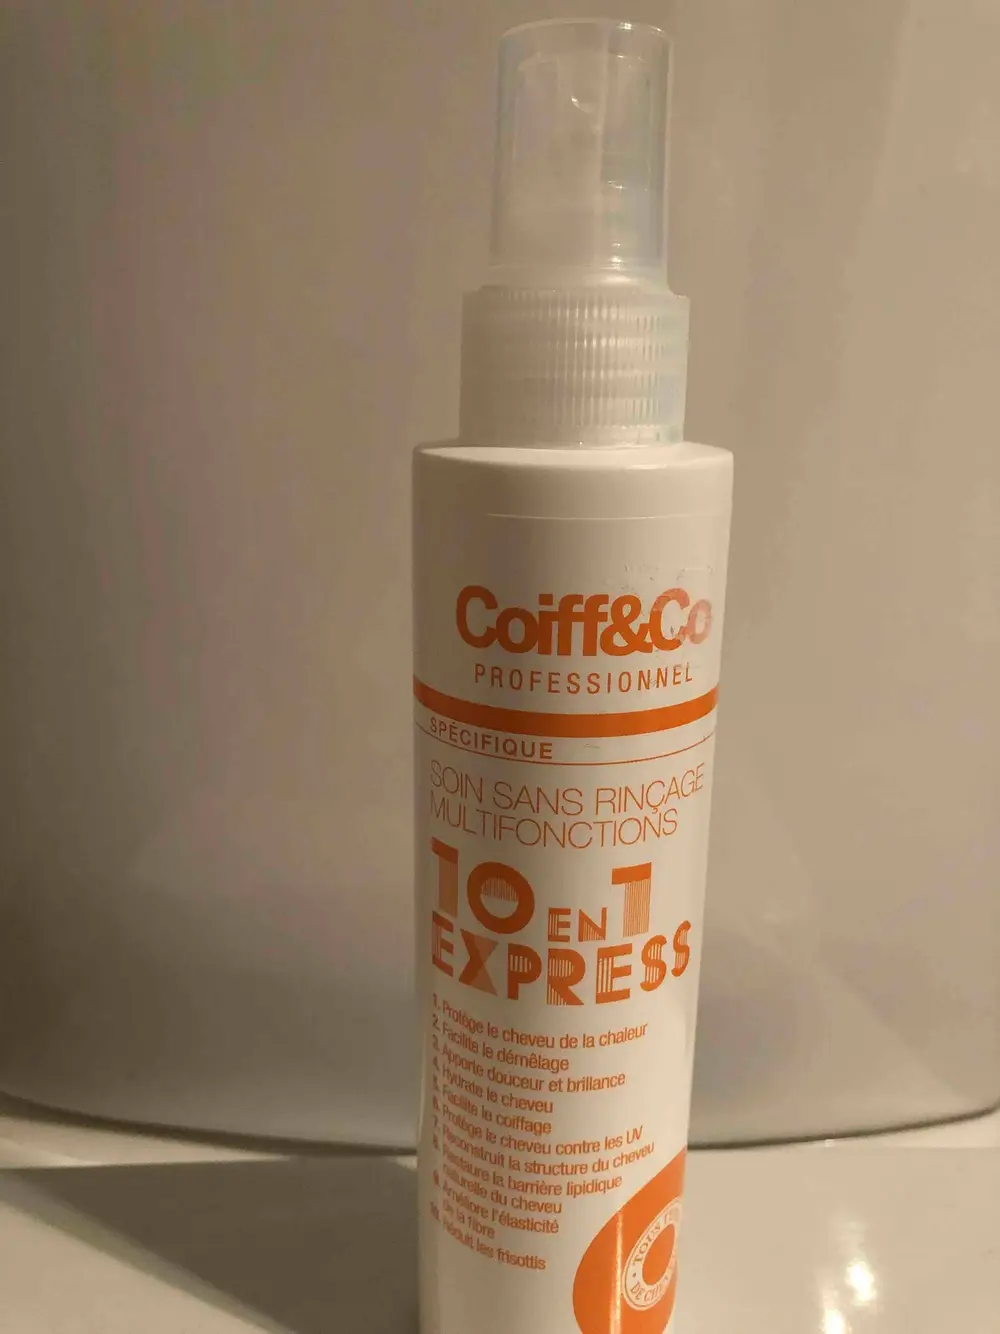 Coiff&Co
PROFESSIONNEL
SPÉCIFIQUE
SOIN SANS RINÇAGE
MULTIFONCTIONS
10 EN 1
EXPRESS
1. Protège le cheveu de la chaleur
2. Facilite le démêlage
3. Apporte douceur et brillance
4. Hydrate le cheveu
5. Facilite le coiffage
6. Protège le cheveu contre les UV
7. Reconstruit la structure du cheveu
8. Restaure la barrière lipidique
naturelle du cheveu
9. Améliore l'élasticité
de la fibre
10. Réduit les frisottis
TOUS